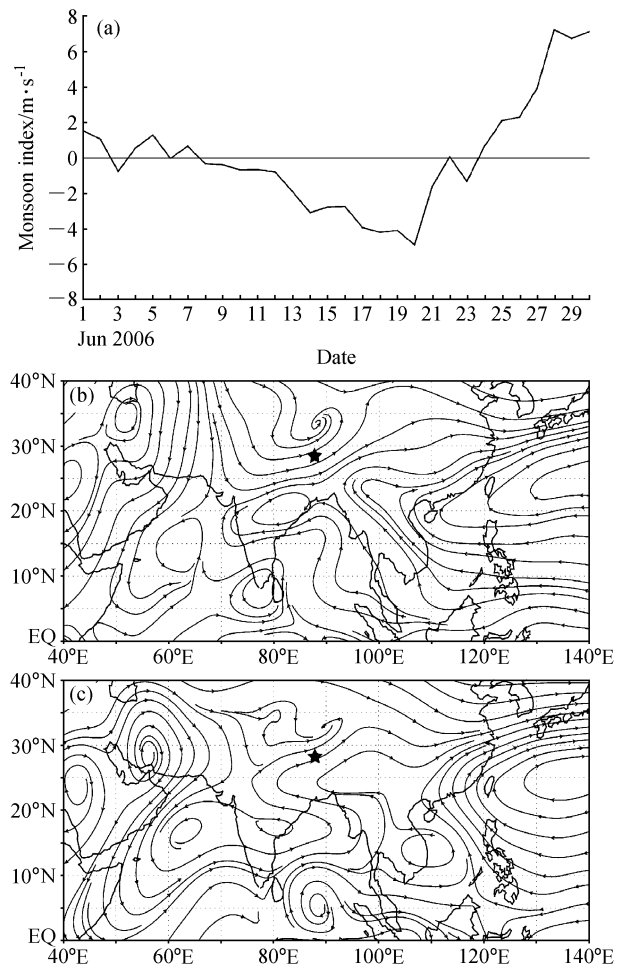 (a)
Monsoon index/m·s⁻¹
8
6
4
2
0
−2
−4
−6
−8
1 3 5 7 9 11 13 15 17 19 21 23 25 27 29
Jun 2006
Date
(b)
40°N
30°N
20°N
10°N
EQ
40°E 60°E 80°E 100°E 120°E 140°E
(c)
40°N
30°N
20°N
10°N
EQ
40°E 60°E 80°E 100°E 120°E 140°E